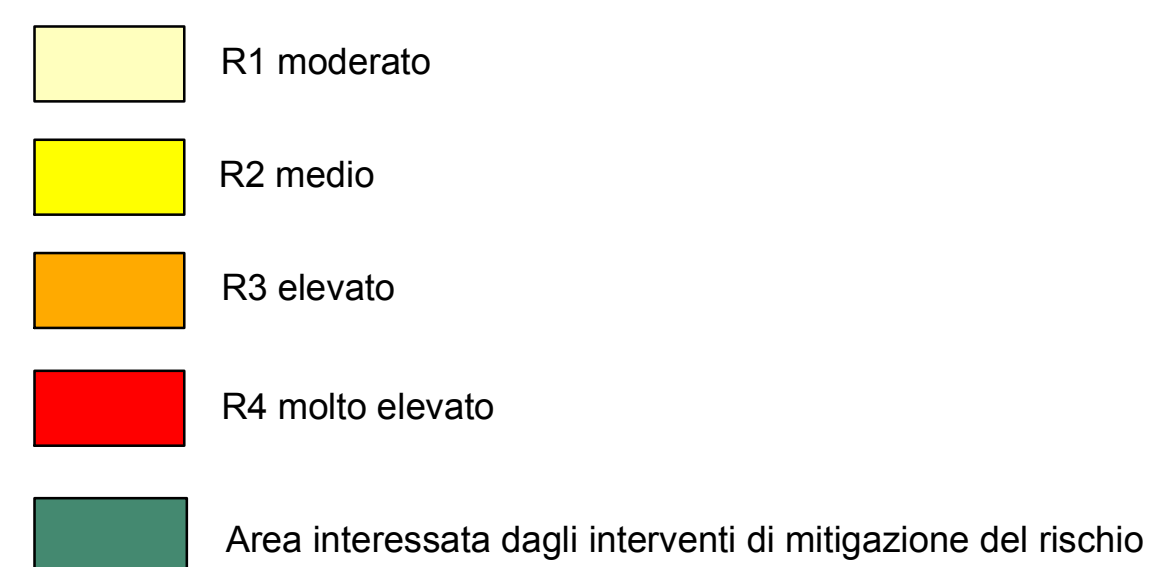 R1 moderato
R2 medio
R3 elevato
R4 molto elevato
Area interessata dagli interventi di mitigazione del rischio